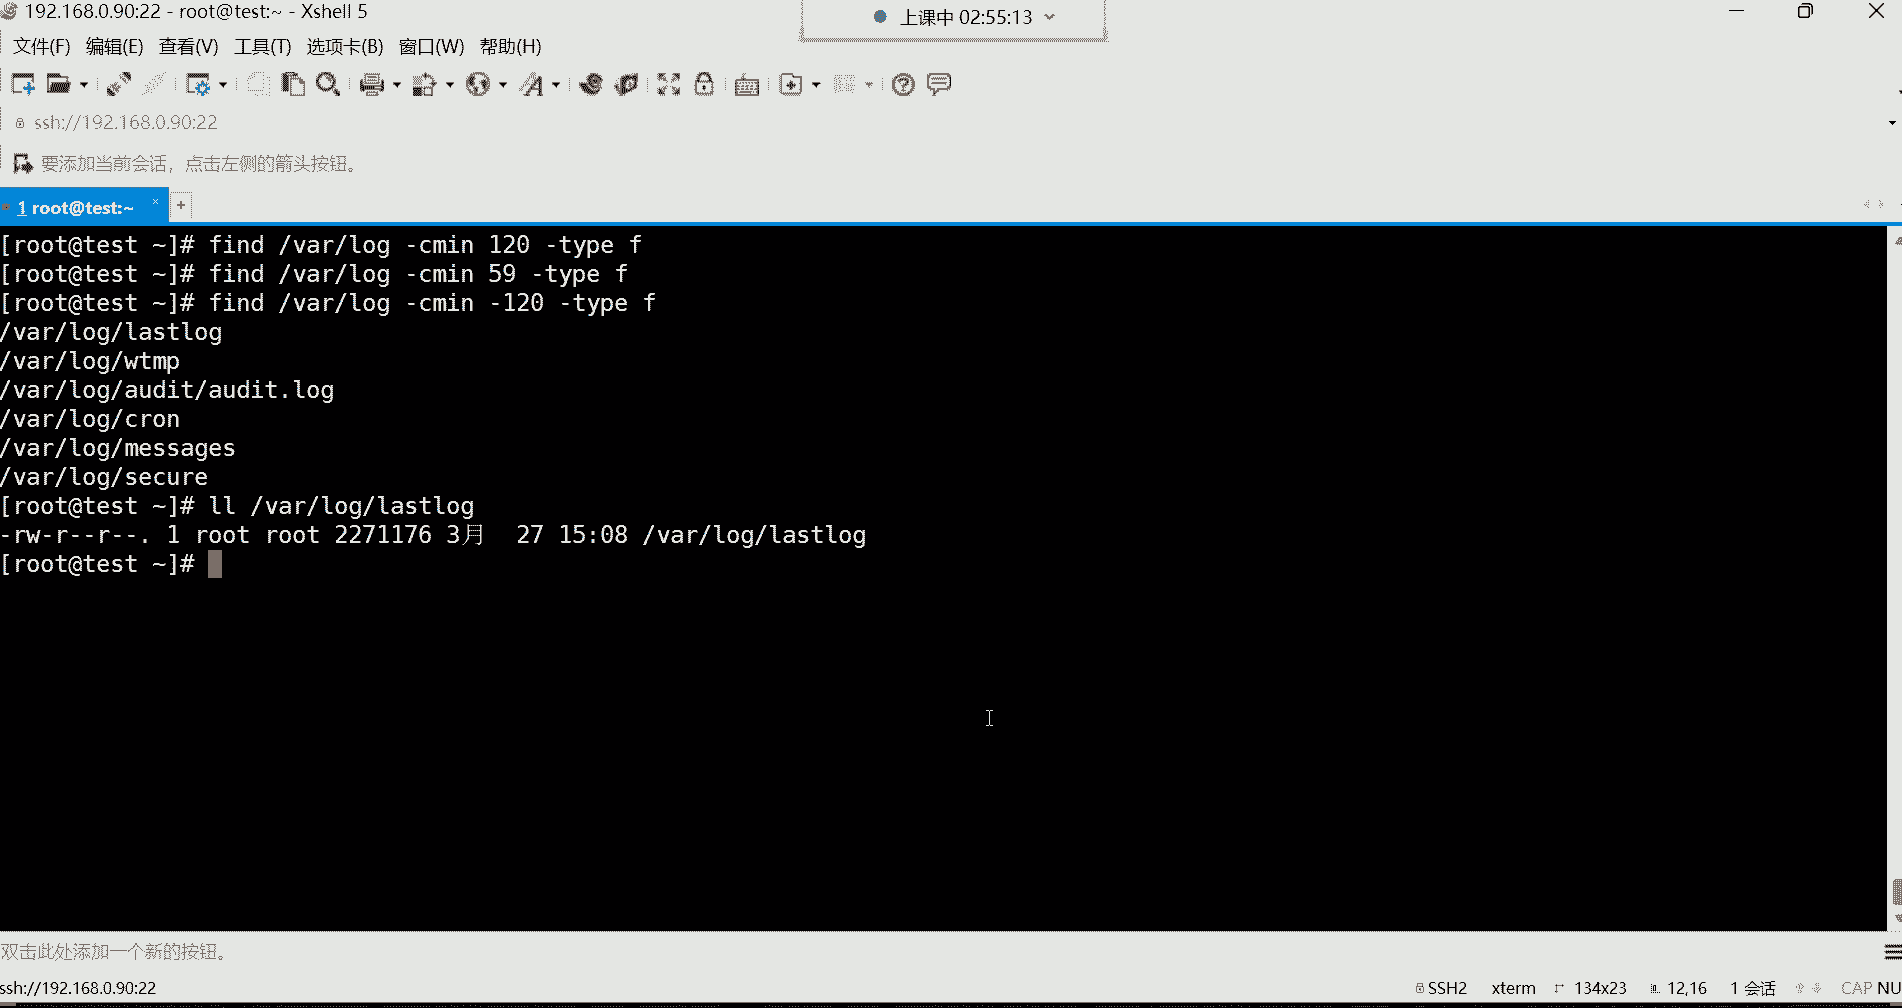 192.168.0.90:22 - root@test:~ - Xshell 5
上课中 02:55:13
文件(F) 编辑(E) 查看(V) 工具(T) 选项卡(B) 窗口(W) 帮助(H)
ssh://192.168.0.90:22
要添加当前会话，点击左侧的箭头按钮。
1 root@test:~ × +
[root@test ~]# find /var/log -cmin 120 -type f
[root@test ~]# find /var/log -cmin 59 -type f
[root@test ~]# find /var/log -cmin -120 -type f
/var/log/lastlog
/var/log/wtmp
/var/log/audit/audit.log
/var/log/cron
/var/log/messages
/var/log/secure
[root@test ~]# ll /var/log/lastlog
-rw-r--r--. 1 root root 2271176 3月  27 15:08 /var/log/lastlog
[root@test ~]#
双击此处添加一个新的按钮。
ssh://192.168.0.90:22 SSH2 xterm 134x23 12,16 1 会话 CAP NU